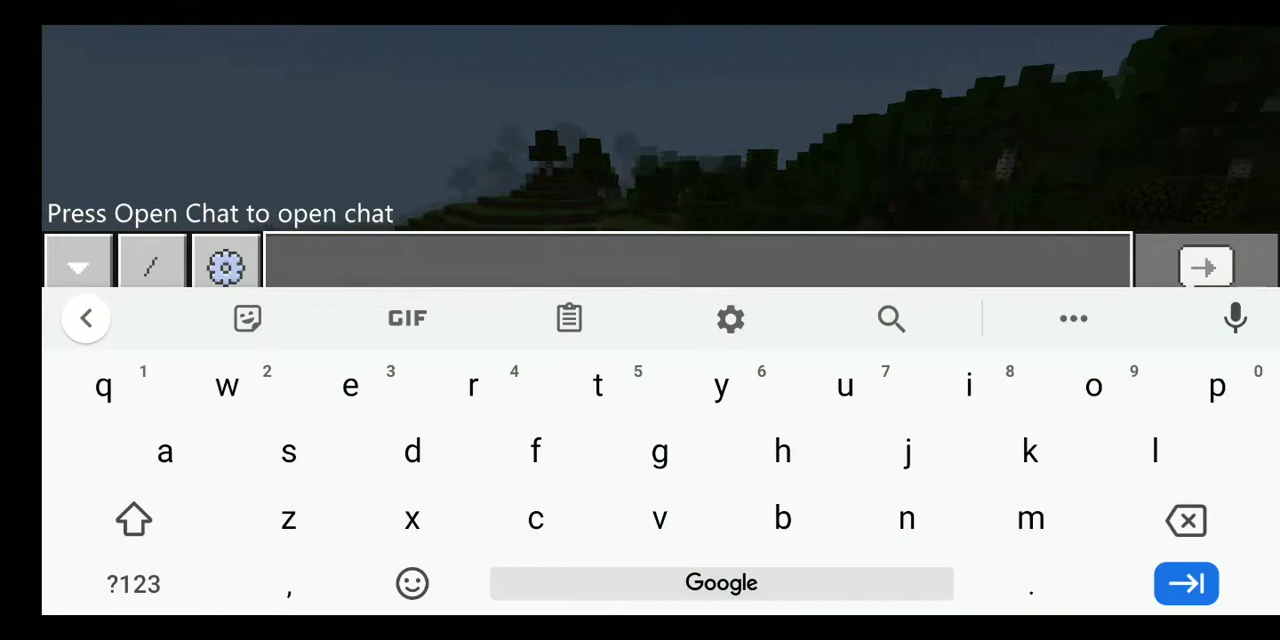 Press Open Chat to open chat
/
GIF
q 1 w 2 e 3 r 4 t 5 y 6 u 7 i 8 o 9 p 0
a s d f g h j k l
z x c v b n m
?123 , Google .